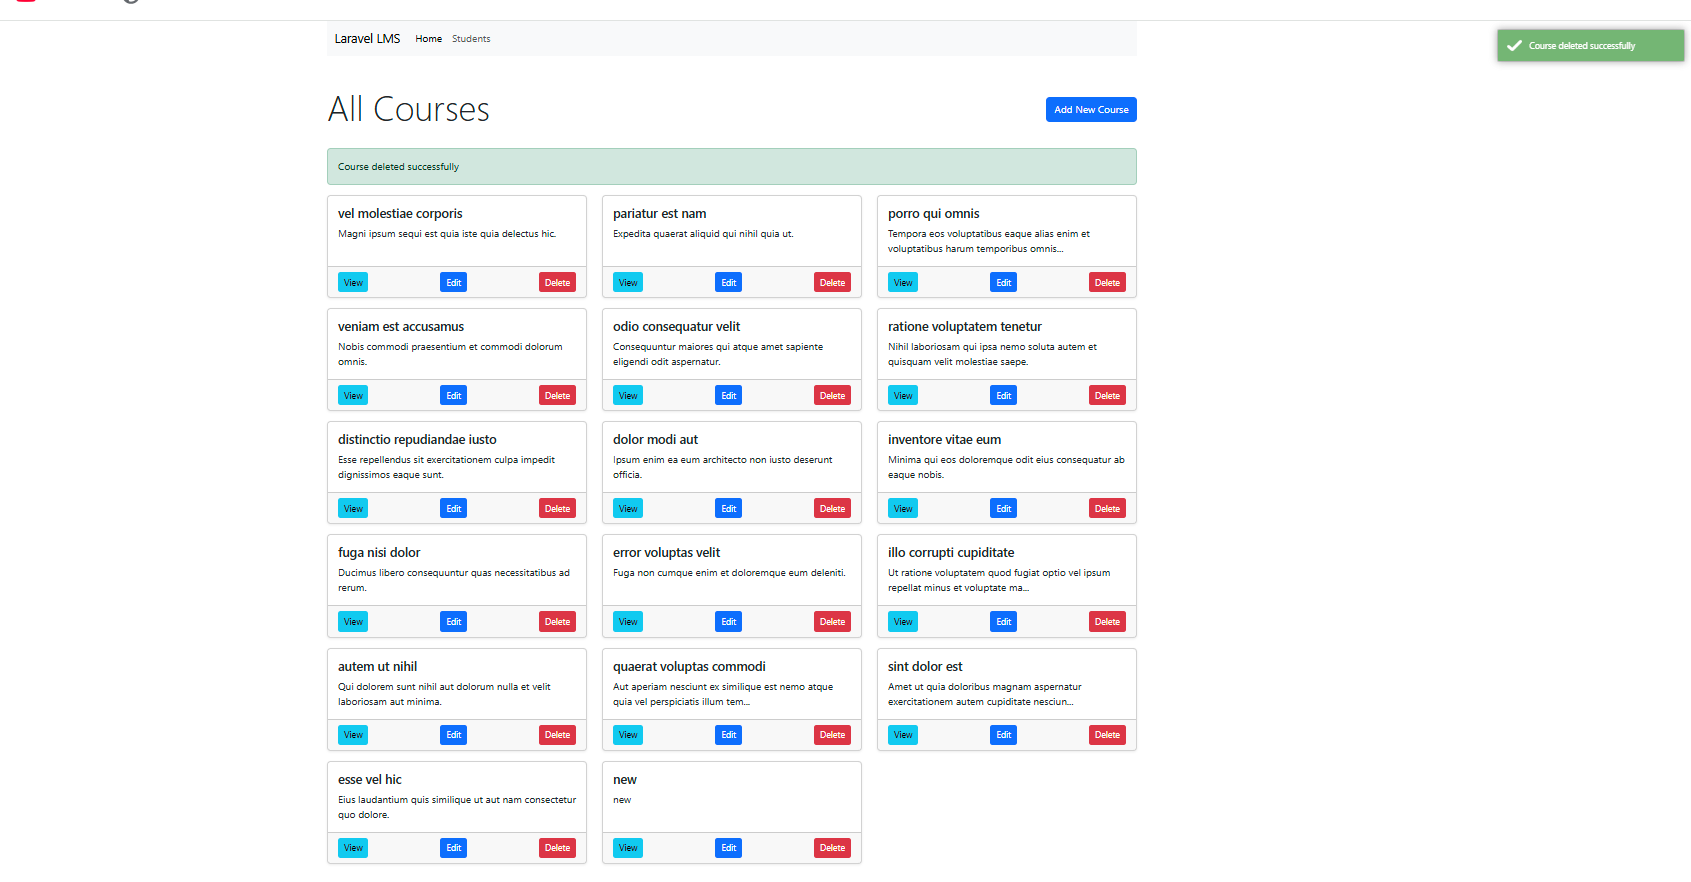 Laravel LMS Home Students
Course deleted successfully
All Courses
Add New Course
Course deleted successfully
vel molestiae corporis
Magni ipsum sequi est quia iste quia delectus hic.
View Edit Delete
pariatur est nam
Expedita quaerat aliquid qui nihil quia ut.
View Edit Delete
porro qui omnis
Tempora eos voluptatibus eaque alias enim et
voluptatibus harum temporibus omnis...
View Edit Delete
veniam est accusamus
Nobis commodi praesentium et commodi dolorum
omnis.
View Edit Delete
odio consequatur velit
Consequuntur maiores qui atque amet sapiente
eligendi odit aspernatur.
View Edit Delete
ratione voluptatem tenetur
Nihil laboriosam qui ipsa nemo soluta autem et
quisquam velit molestiae saepe.
View Edit Delete
distinctio repudiandae iusto
Esse repellendus sit exercitationem culpa impedit
dignissimos eaque sunt.
View Edit Delete
dolor modi aut
Ipsum enim ea eum architecto non iusto deserunt
officia.
View Edit Delete
inventore vitae eum
Minima qui eos doloremque odit eius consequatur ab
eaque nobis.
View Edit Delete
fuga nisi dolor
Ducimus libero consequuntur quas necessitatibus ad
rerum.
View Edit Delete
error voluptas velit
Fuga non cumque enim et doloremque eum deleniti.
View Edit Delete
illo corrupti cupiditate
Ut ratione voluptatem quod fugiat optio vel ipsum
repellat minus et voluptate ma...
View Edit Delete
autem ut nihil
Qui dolorem sunt nihil aut dolorum nulla et velit
laboriosam aut minima.
View Edit Delete
quaerat voluptas commodi
Aut aperiam nesciunt ex similique est nemo atque
quia vel perspiciatis illum tem...
View Edit Delete
sint dolor est
Amet ut quia doloribus magnam aspernatur
exercitationem autem cupiditate nesciun...
View Edit Delete
esse vel hic
Eius laudantium quis similique ut aut nam consectetur
quo dolore.
View Edit Delete
new
new
View Edit Delete